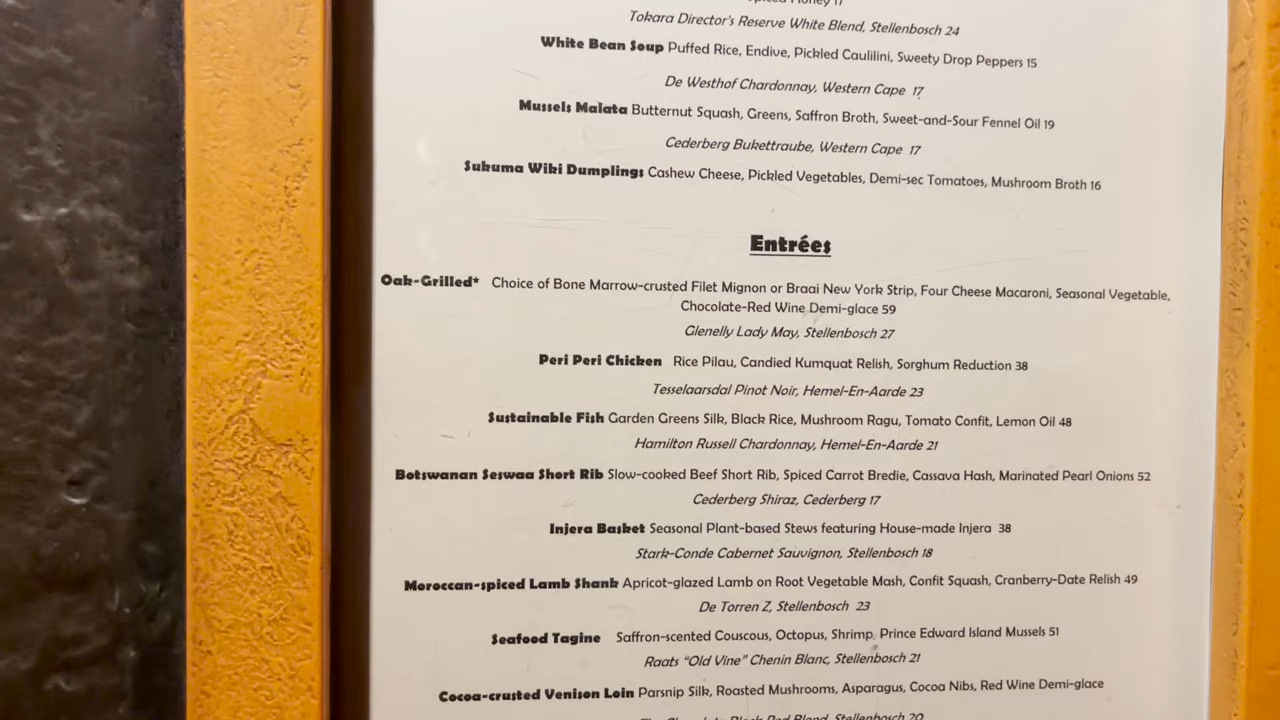 Tokara Director's Reserve White Blend, Stellenbosch 24
White Bean Soup Puffed Rice, Endive, Pickled Caulilini, Sweety Drop Peppers 15
De Westhof Chardonnay, Western Cape 17
Mussels Malata Butternut Squash, Greens, Saffron Broth, Sweet-and-Sour Fennel Oil 19
Cederberg Bukettraube, Western Cape 17
Sukuma Wiki Dumplings Cashew Cheese, Pickled Vegetables, Demi-sec Tomatoes, Mushroom Broth 16
Entrées
Oak-Grilled* Choice of Bone Marrow-crusted Filet Mignon or Braai New York Strip, Four Cheese Macaroni, Seasonal Vegetable,
Chocolate-Red Wine Demi-glace 59
Glenelly Lady May, Stellenbosch 27
Peri Peri Chicken Rice Pilau, Candied Kumquat Relish, Sorghum Reduction 38
Tesselaarsdal Pinot Noir, Hemel-En-Aarde 23
Sustainable Fish Garden Greens Silk, Black Rice, Mushroom Ragu, Tomato Confit, Lemon Oil 48
Hamilton Russell Chardonnay, Hemel-En-Aarde 21
Botswanan Seswaa Short Rib Slow-cooked Beef Short Rib, Spiced Carrot Bredie, Cassava Hash, Marinated Pearl Onions 52
Cederberg Shiraz, Cederberg 17
Injera Basket Seasonal Plant-based Stews featuring House-made Injera 38
Stark-Conde Cabernet Sauvignon, Stellenbosch 18
Moroccan-spiced Lamb Shank Apricot-glazed Lamb on Root Vegetable Mash, Confit Squash, Cranberry-Date Relish 49
De Torren Z, Stellenbosch 23
Seafood Tagine Saffron-scented Couscous, Octopus, Shrimp, Prince Edward Island Mussels 51
Raats "Old Vine" Chenin Blanc, Stellenbosch 21
Cocoa-crusted Venison Loin Parsnip Silk, Roasted Mushrooms, Asparagus, Cocoa Nibs, Red Wine Demi-glace